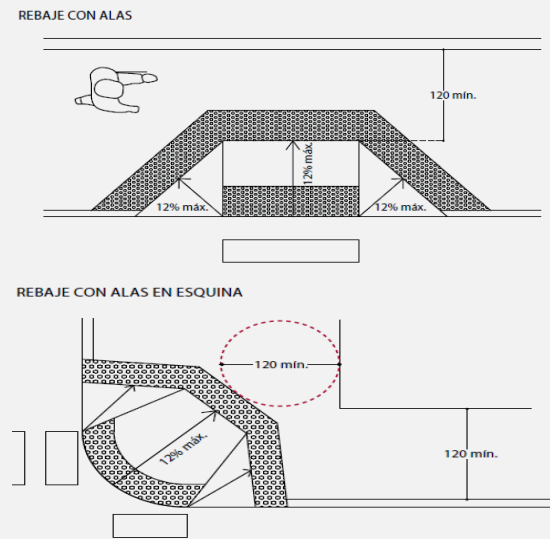 REBAJE CON ALAS
120 mín.
12% máx.
12% máx.
12% máx.
REBAJE CON ALAS EN ESQUINA
120 mín.
12% máx.
120 mín.